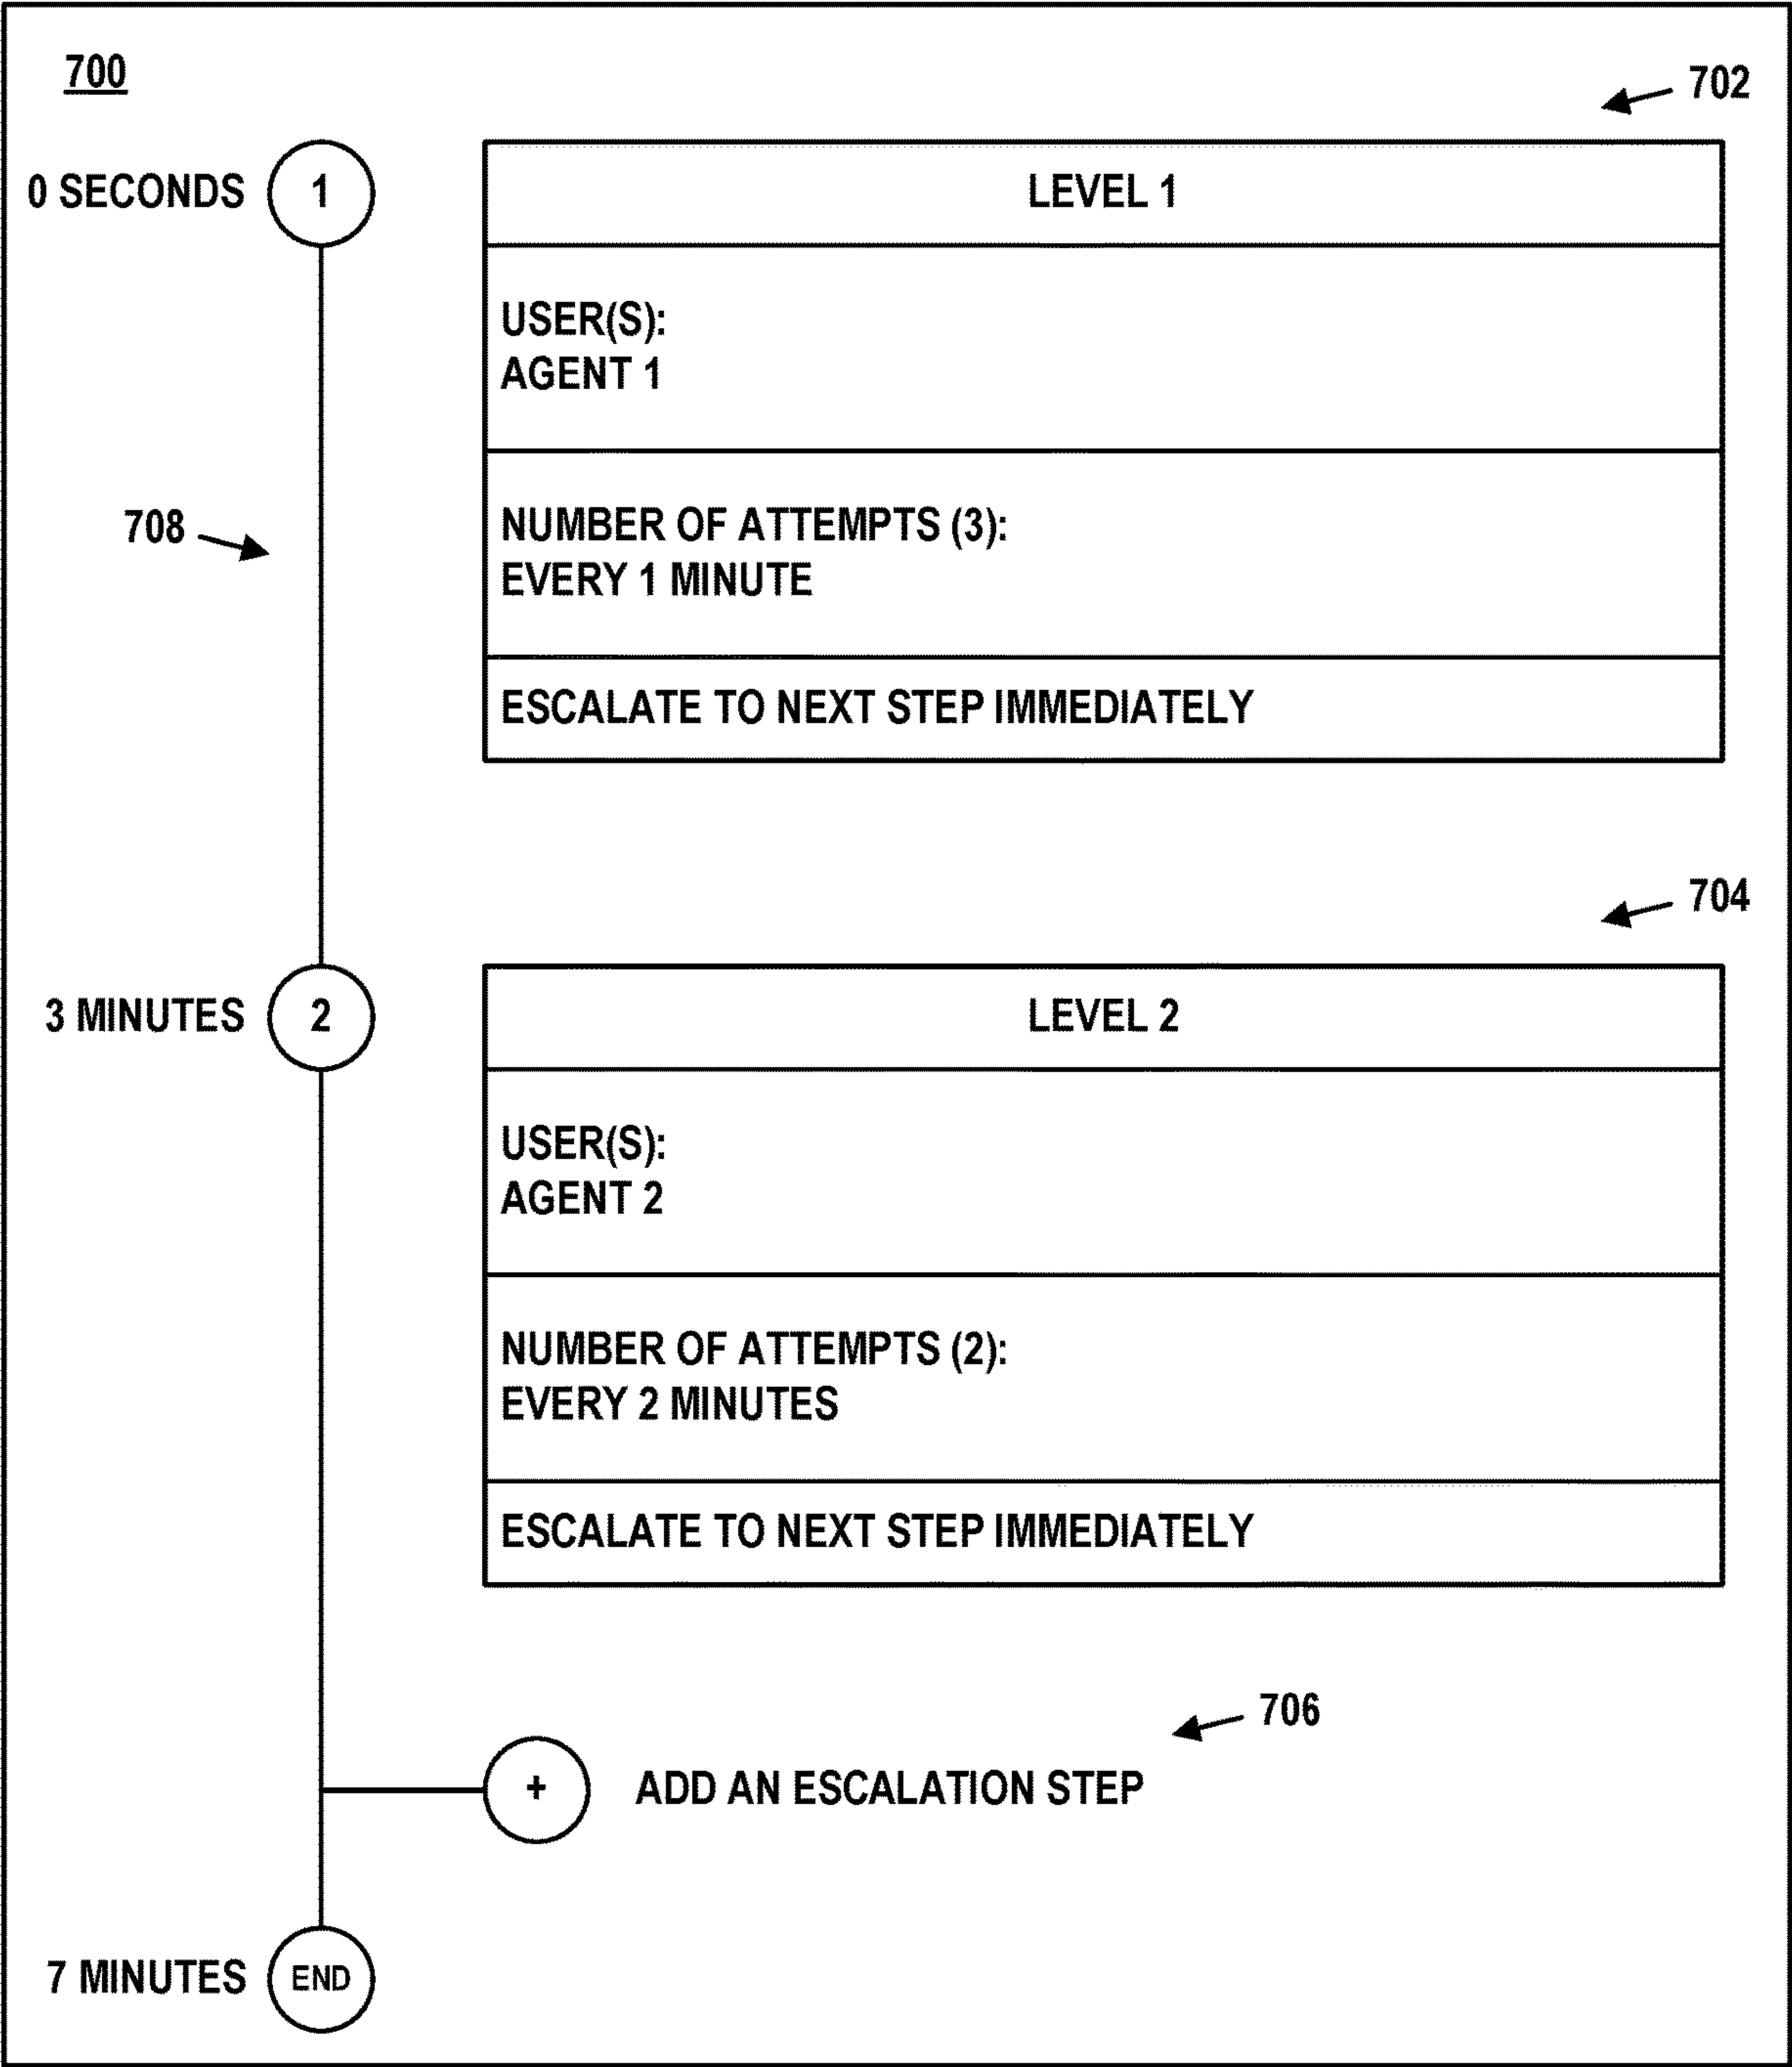 700
702
0 SECONDS
1
LEVEL 1
USER(S):
AGENT 1
708
NUMBER OF ATTEMPTS (3):
EVERY 1 MINUTE
ESCALATE TO NEXT STEP IMMEDIATELY
704
3 MINUTES
2
LEVEL 2
USER(S):
AGENT 2
NUMBER OF ATTEMPTS (2):
EVERY 2 MINUTES
ESCALATE TO NEXT STEP IMMEDIATELY
706
+
ADD AN ESCALATION STEP
7 MINUTES
END